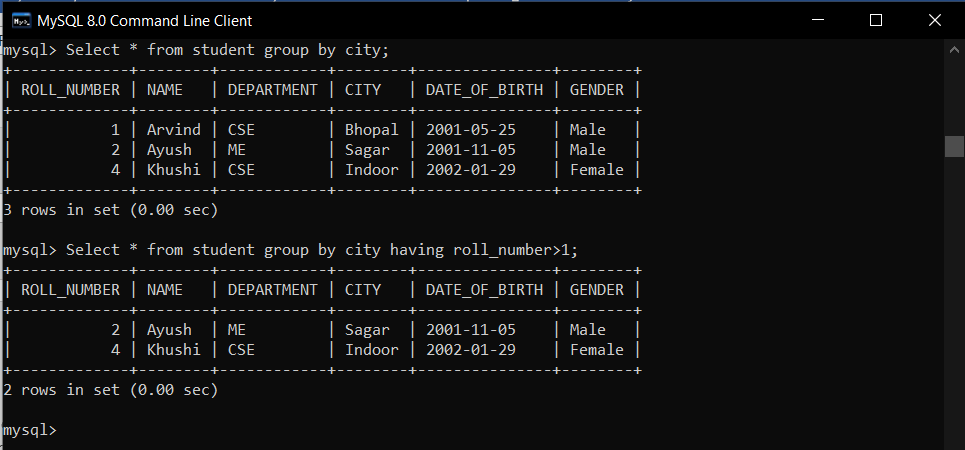 MySQL 8.0 Command Line Client
mysql> Select * from student group by city;
+-------------+--------+------------+--------+---------------+--------+
| ROLL_NUMBER | NAME   | DEPARTMENT | CITY   | DATE_OF_BIRTH | GENDER |
+-------------+--------+------------+--------+---------------+--------+
|           1 | Arvind | CSE        | Bhopal | 2001-05-25    | Male   |
|           2 | Ayush  | ME         | Sagar  | 2001-11-05    | Male   |
|           4 | Khushi | CSE        | Indoor | 2002-01-29    | Female |
+-------------+--------+------------+--------+---------------+--------+
3 rows in set (0.00 sec)
mysql> Select * from student group by city having roll_number>1;
+-------------+--------+------------+--------+---------------+--------+
| ROLL_NUMBER | NAME   | DEPARTMENT | CITY   | DATE_OF_BIRTH | GENDER |
+-------------+--------+------------+--------+---------------+--------+
|           2 | Ayush  | ME         | Sagar  | 2001-11-05    | Male   |
|           4 | Khushi | CSE        | Indoor | 2002-01-29    | Female |
+-------------+--------+------------+--------+---------------+--------+
2 rows in set (0.00 sec)
mysql>